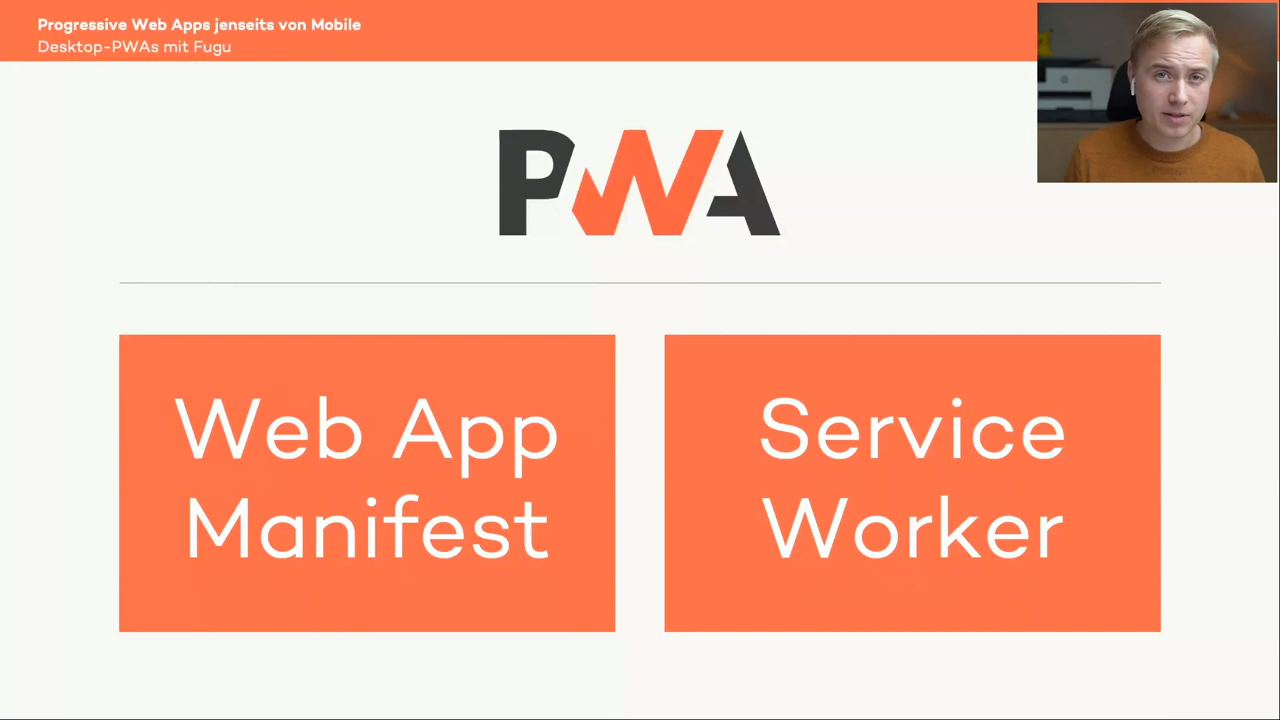 Progressive Web Apps jenseits von Mobile
Desktop-PWAs mit Fugu
PWA
Web App
Manifest
Service
Worker